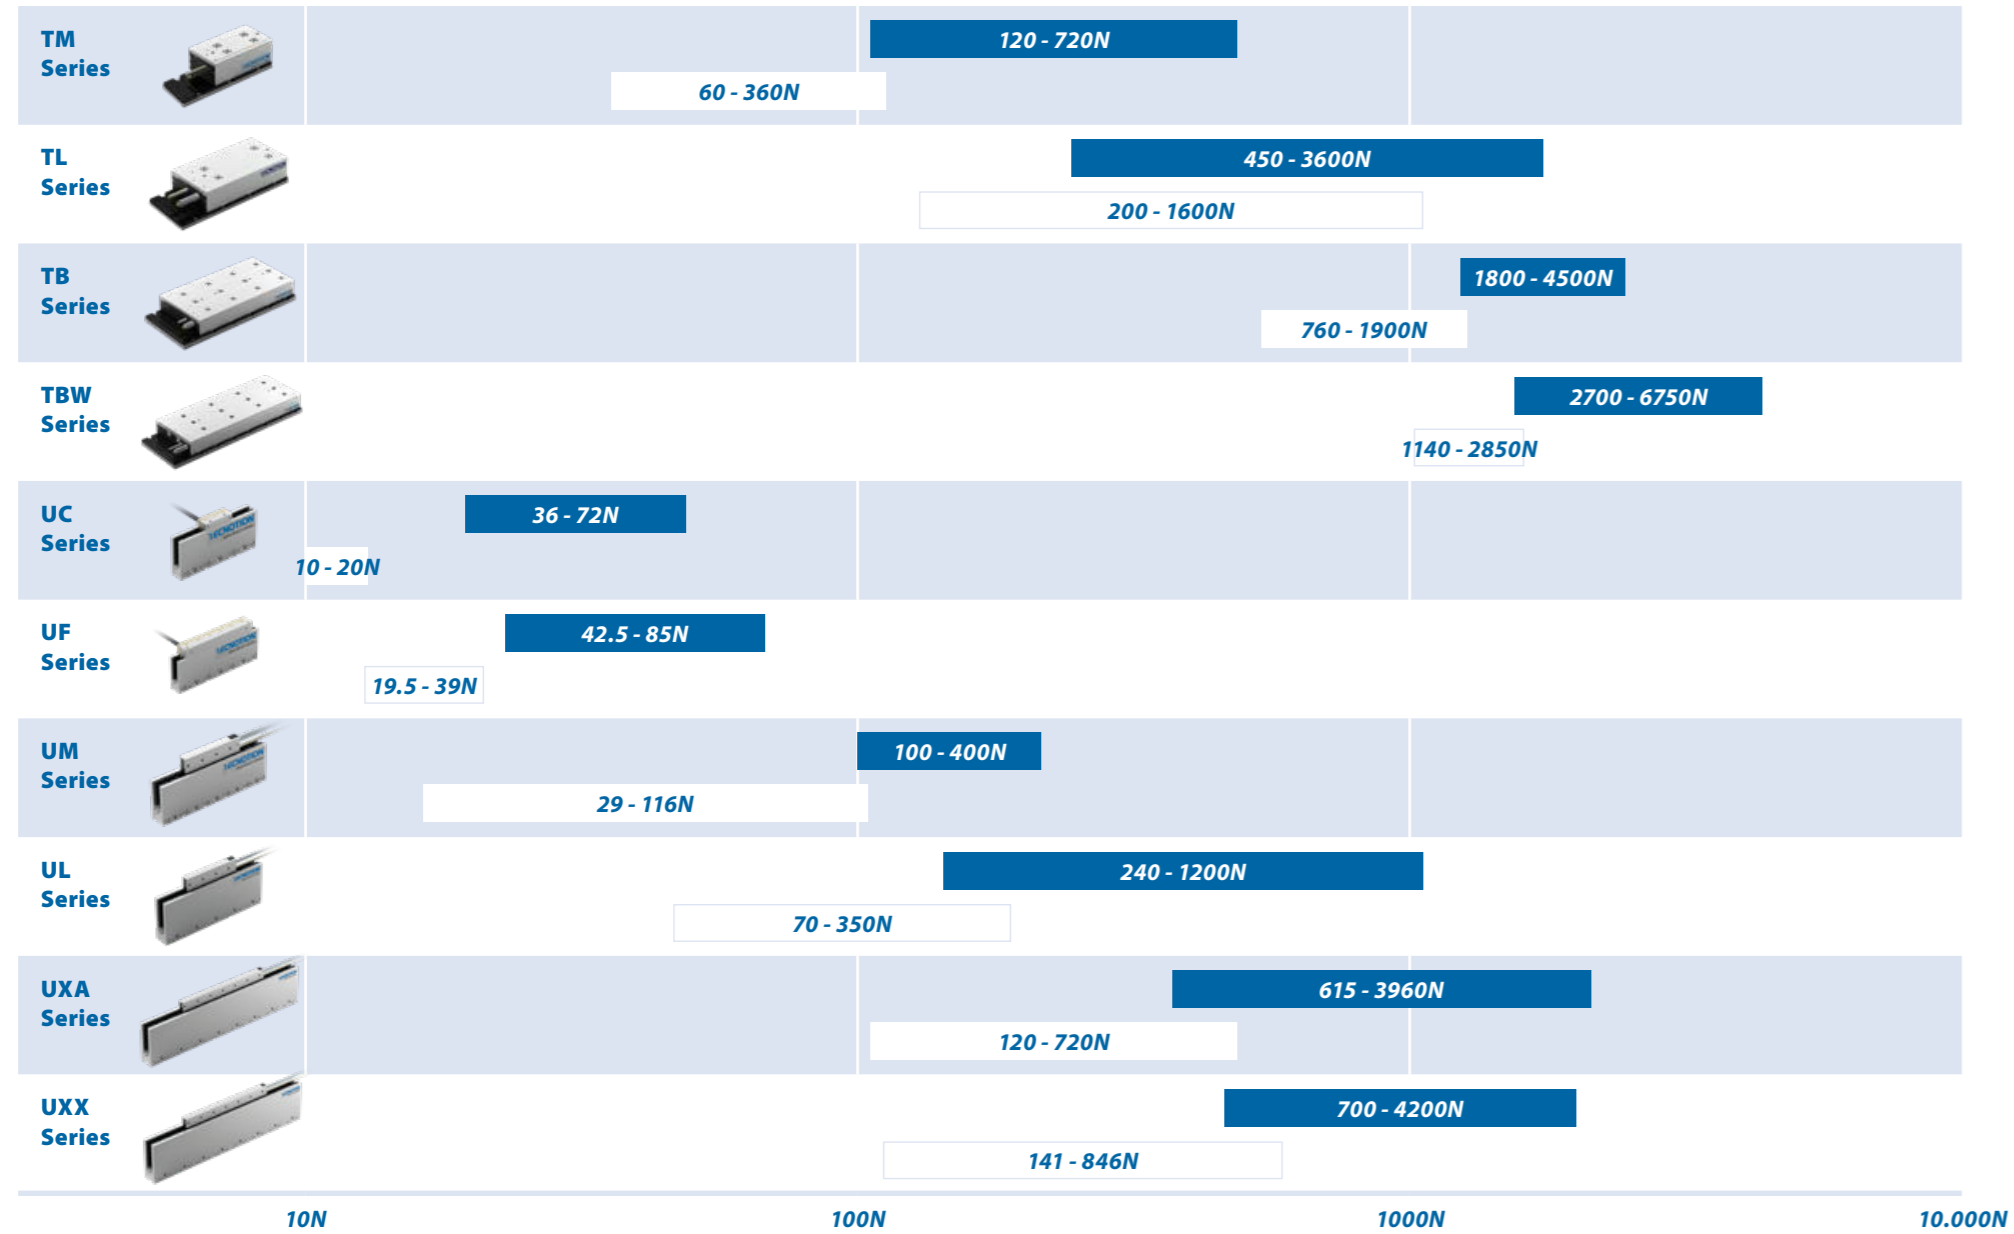 TM
Series
120 - 720N
60 - 360N
TL
Series
450 - 3600N
200 - 1600N
TB
Series
1800 - 4500N
760 - 1900N
TBW
Series
2700 - 6750N
1140 - 2850N
UC
Series
TECNOTION
36 - 72N
10 - 20N
UF
Series
TECNOTION
42.5 - 85N
19.5 - 39N
UM
Series
TECNOTION
100 - 400N
29 - 116N
UL
Series
240 - 1200N
70 - 350N
UXA
Series
615 - 3960N
120 - 720N
UXX
Series
700 - 4200N
141 - 846N
10N 100N 1000N 10.000N